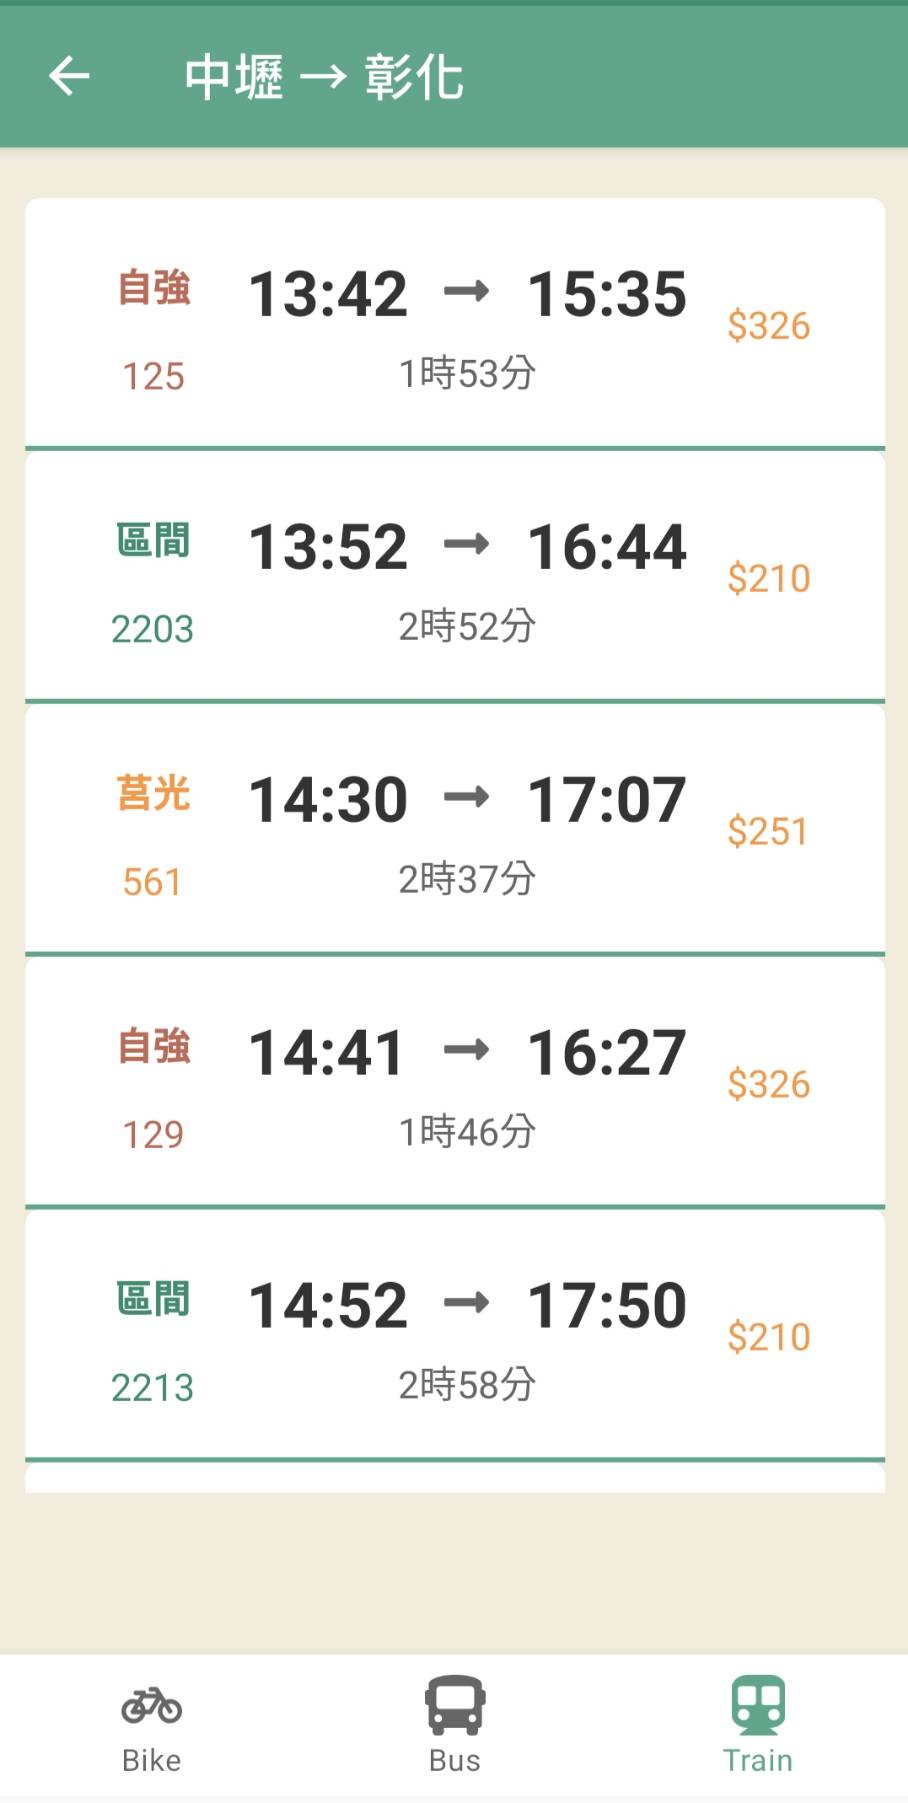 中壢 → 彰化
自強 13:42 → 15:35 $326
125 1時53分
區間 13:52 → 16:44 $210
2203 2時52分
莒光 14:30 → 17:07 $251
561 2時37分
自強 14:41 → 16:27 $326
129 1時46分
區間 14:52 → 17:50 $210
2213 2時58分
Bike Bus Train